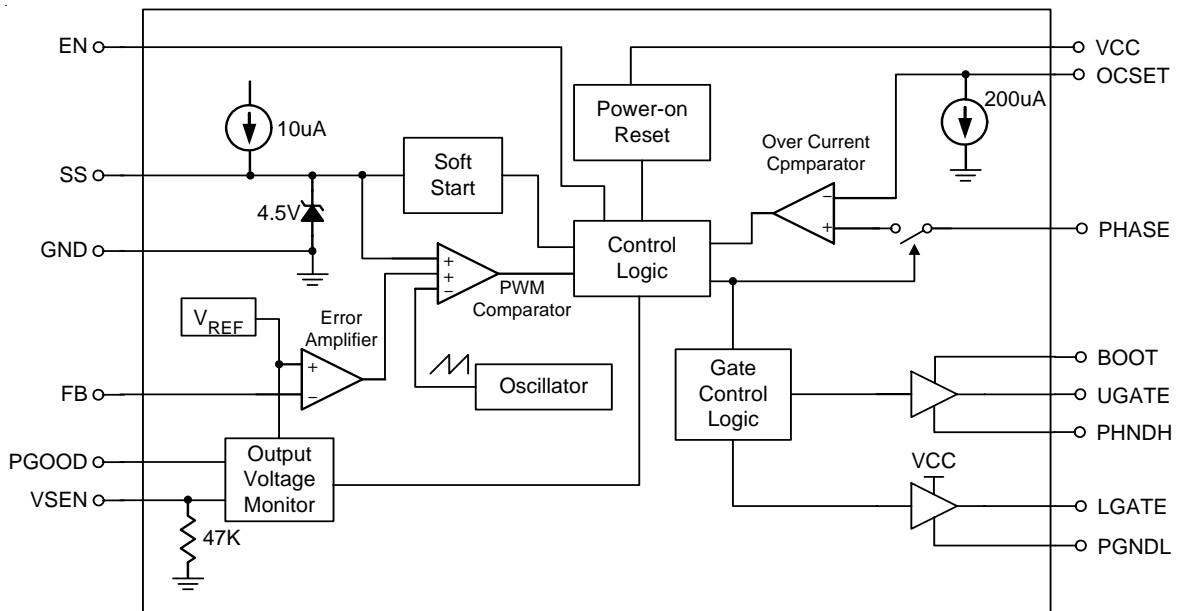 EN
VCC
OCSET
10uA
Power-on
Reset
200uA
Over Current
Cpmparator
SS
Soft
Start
4.5V
GND
Control
Logic
PHASE
PWM
Comparator
VREF
Error
Amplifier
Oscillator
Gate
Control
Logic
BOOT
FB
UGATE
PHNDH
PGOOD
Output
Voltage
Monitor
VCC
VSEN
LGATE
47K
PGNDL
+
+
−
+
−
−
+